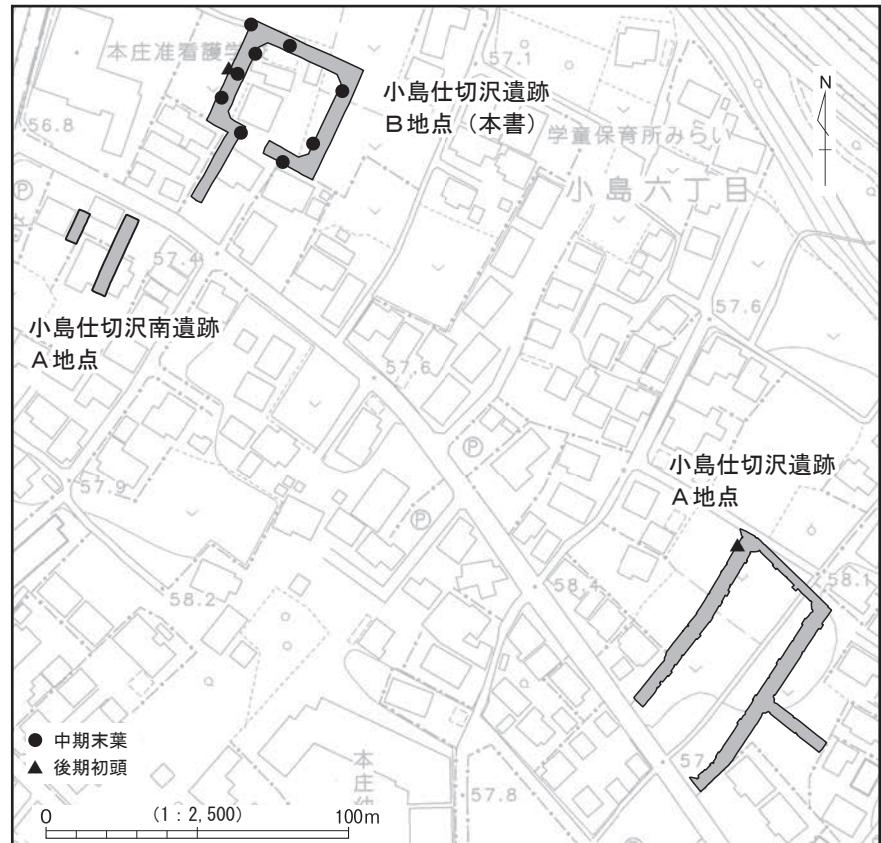 本庄准看護学
57.1
小島仕切沢遺跡
B地点（本書）
N
56.8
学童保育所みらい
小島六丁目
P
57.4
小島仕切沢南遺跡
A地点
57.6
57.6
小島仕切沢遺跡
A地点
57.9
P
P
58.2
58.4
58.1
● 中期末葉
▲ 後期初頭
本庄
57.8
0 (1：2,500) 100m